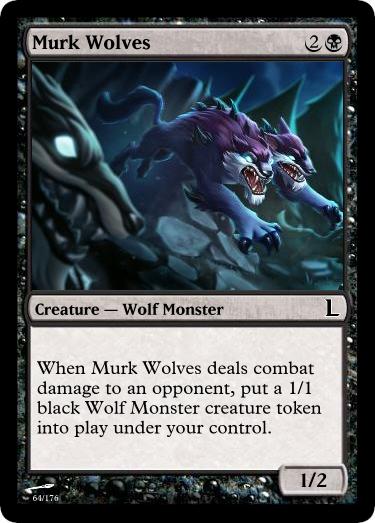 Murk Wolves 2
Creature — Wolf Monster L
When Murk Wolves deals combat
damage to an opponent, put a 1/1
black Wolf Monster creature token
into play under your control.
1/2
64/176